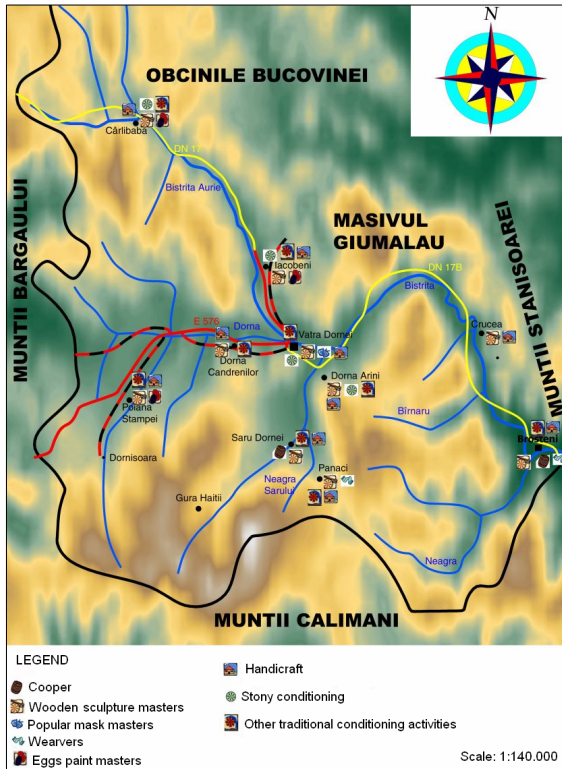 N
OBCINILE BUCOVINEI
Cârlibaba
DN 17
Bistrita Aurie
MUNTII BARGAULUI
MASIVUL
GIUMALAU
MUNTII STANISOAREI
DN 17B
Bistrita
Iacobeni
E 576
Dorna
Vatra Dornei
Crucea
Dorna
Candrenilor
Dorna Arini
Poiana
Stampei
Bîrnaru
Saru Dornei
Brosteni
Dornisoara
Panaci
Neagra
Sarului
Gura Haitii
Neagra
MUNTII CALIMANI
LEGEND
Cooper
Wooden sculpture masters
Popular mask masters
Wearvers
Eggs paint masters
Handicraft
Stony conditioning
Other traditional conditioning activities
Scale: 1:140.000